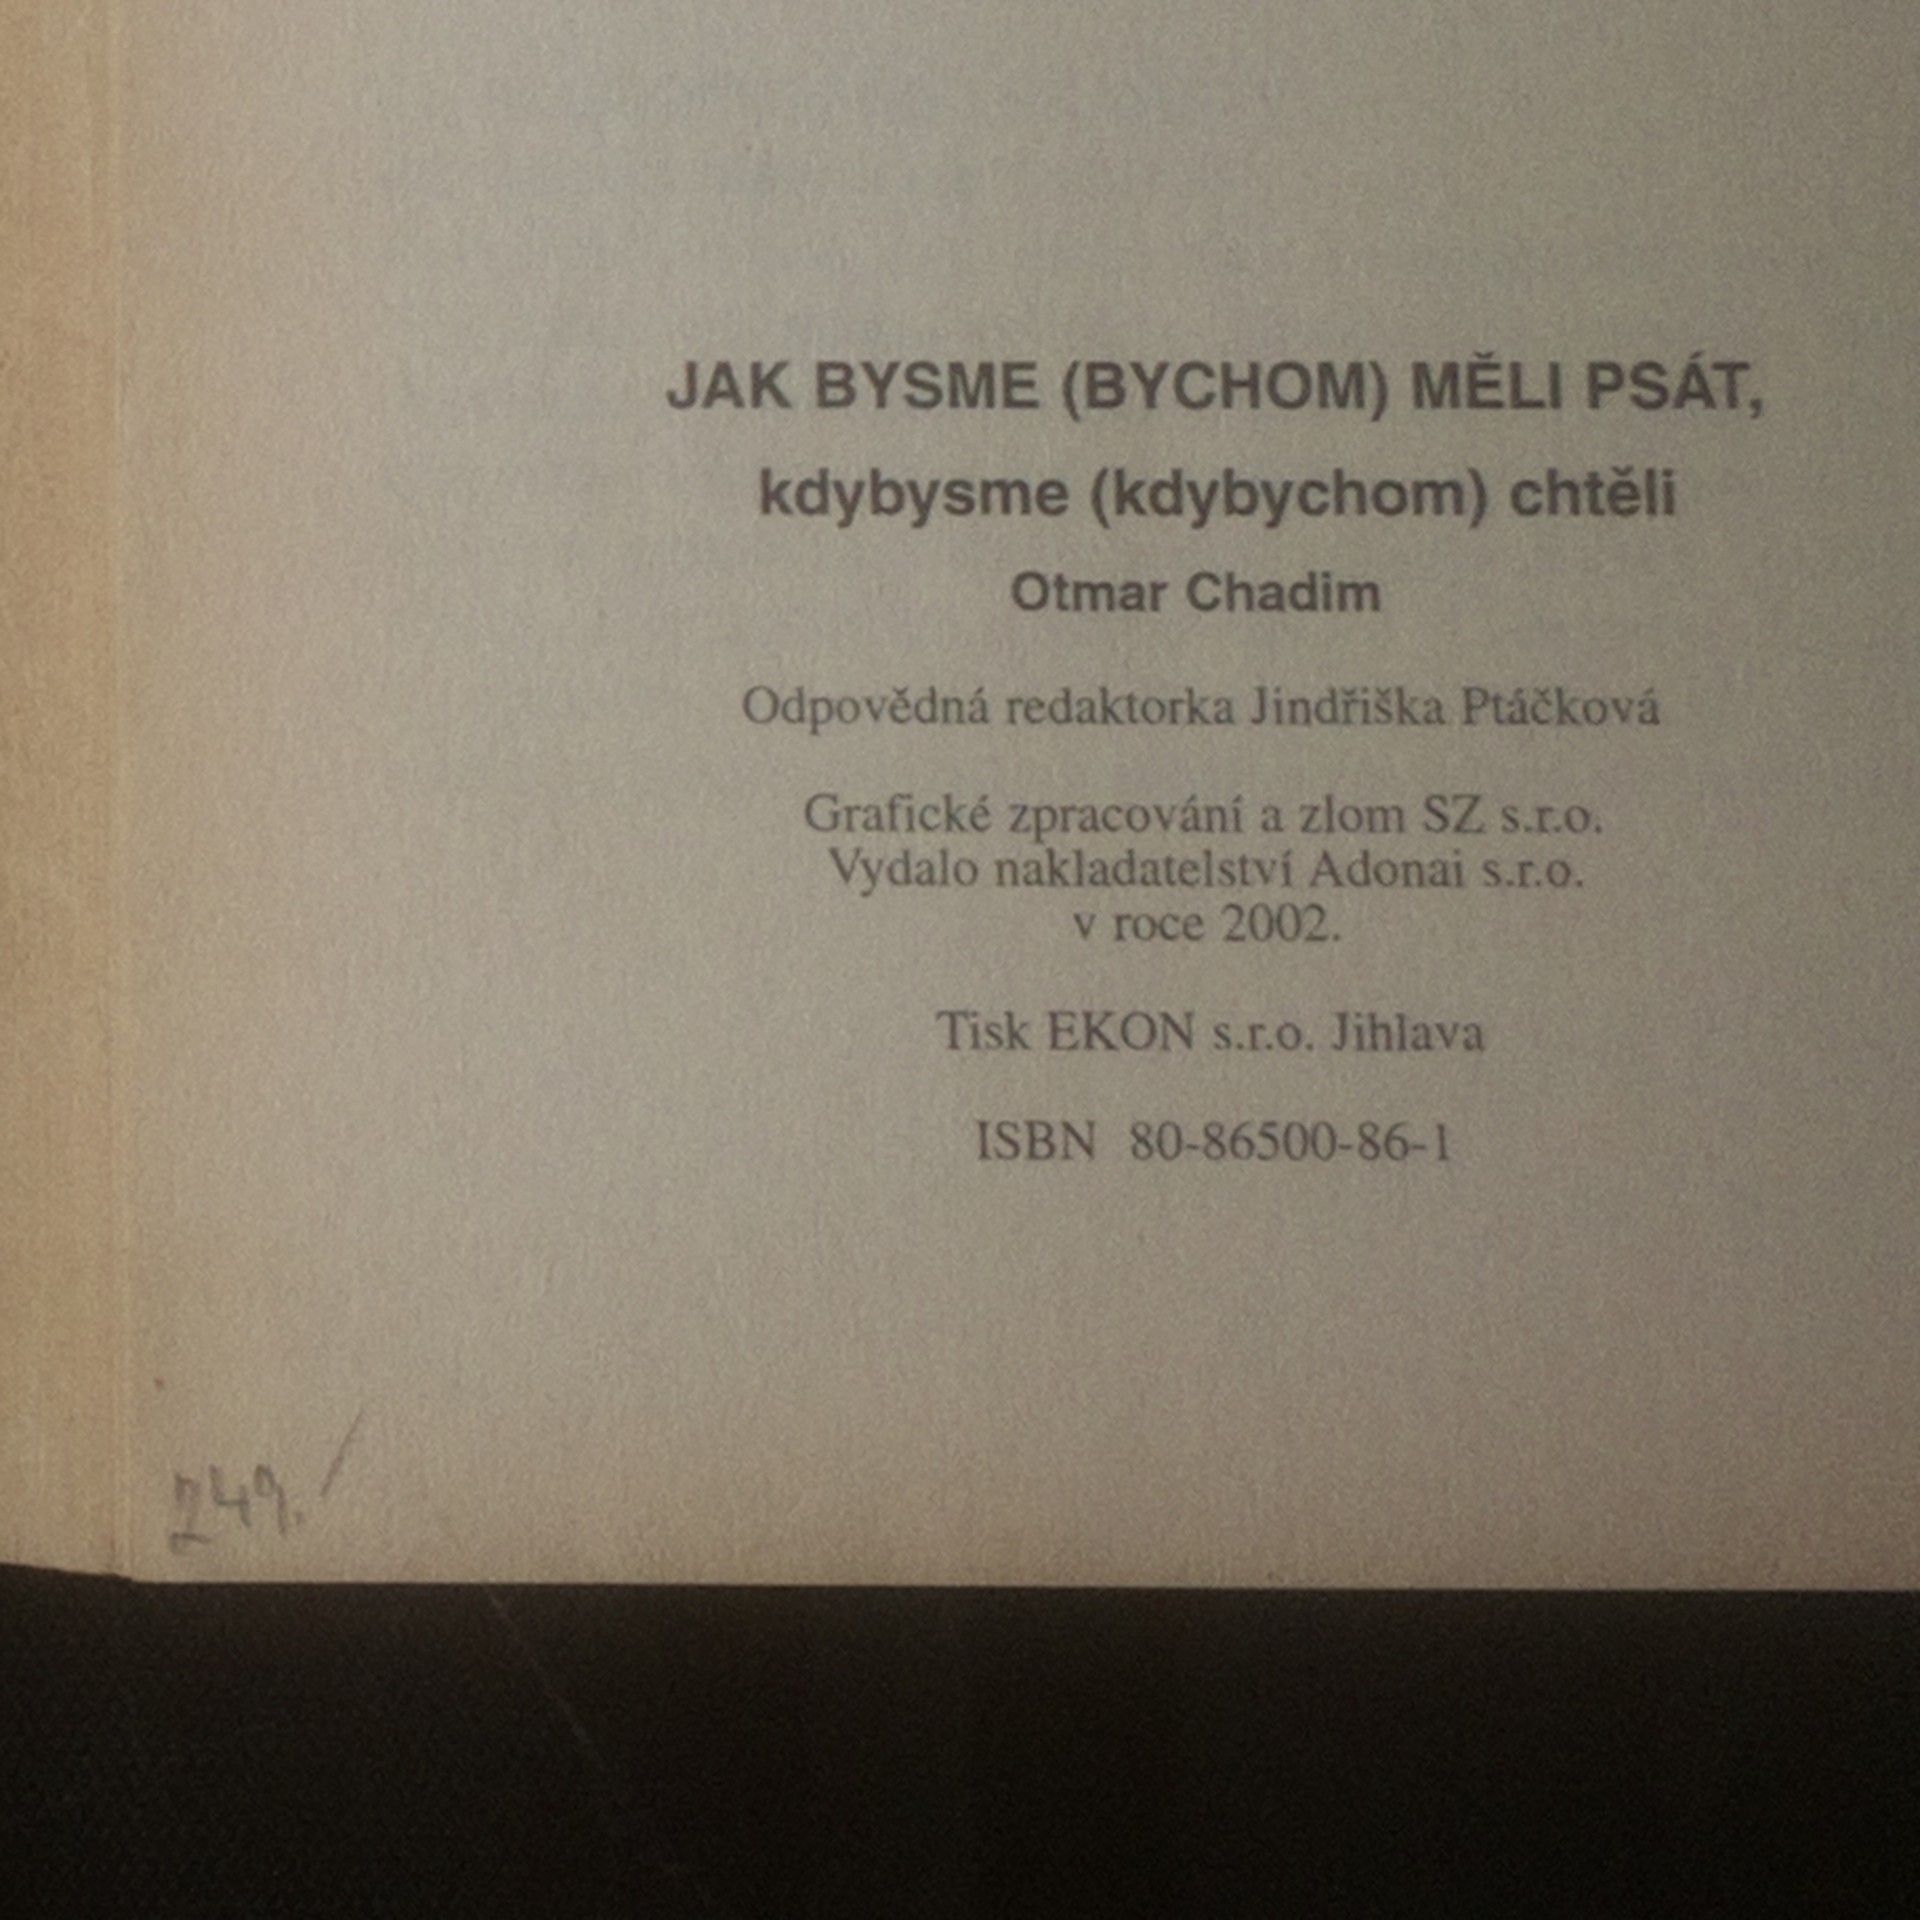 JAK BYSME (BYCHOM) MĚLI PSÁT,
kdybysme (kdybychom) chtěli
Otmar Chadim
Odpovědná redaktorka Jindřiška Ptáčková
Grafické zpracování a zlom SZ s.r.o.
Vydalo nakladatelství Adonai s.r.o.
v roce 2002.
Tisk EKON s.r.o. Jihlava
ISBN 80-86500-86-1